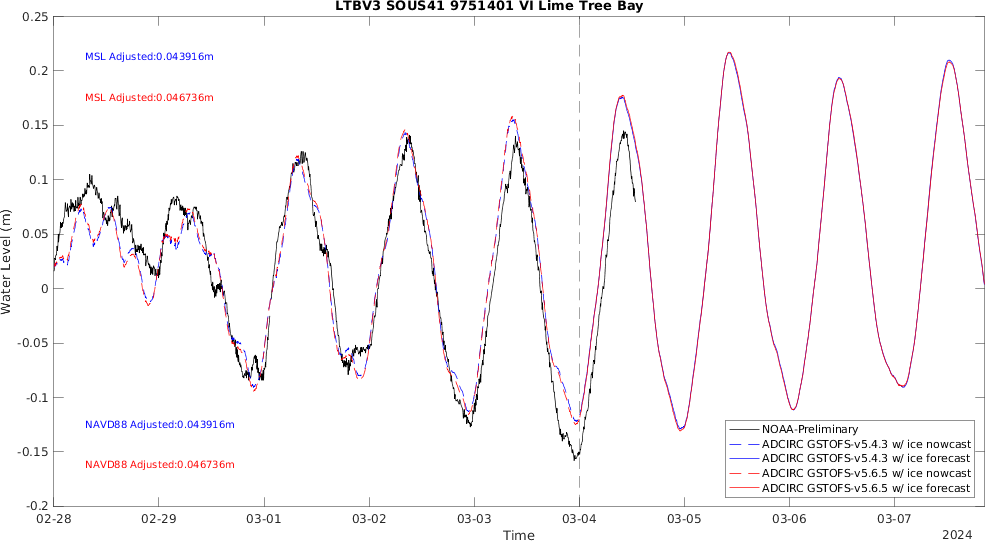 LTBV3 SOUS41 9751401 VI Lime Tree Bay
0.25
0.2
0.15
0.1
0.05
0
-0.05
-0.1
-0.15
-0.2
Water Level (m)
MSL Adjusted:0.043916m
MSL Adjusted:0.046736m
NAVD88 Adjusted:0.043916m
NAVD88 Adjusted:0.046736m
NOAA-Preliminary
ADCIRC GSTOFS-v5.4.3 w/ ice nowcast
ADCIRC GSTOFS-v5.4.3 w/ ice forecast
ADCIRC GSTOFS-v5.6.5 w/ ice nowcast
ADCIRC GSTOFS-v5.6.5 w/ ice forecast
02-28 02-29 03-01 03-02 03-03 03-04 03-05 03-06 03-07
Time
2024